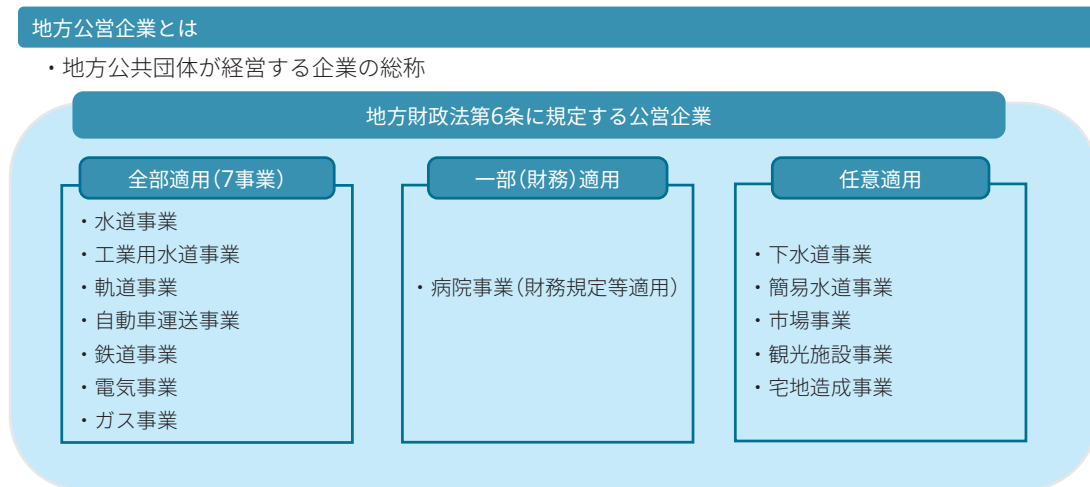 地方公営企業とは
・地方公共団体が経営する企業の総称
地方財政法第6条に規定する公営企業
全部適用(7事業)
・水道事業
・工業用水道事業
・軌道事業
・自動車運送事業
・鉄道事業
・電気事業
・ガス事業
一部(財務)適用
・病院事業(財務規定等適用)
任意適用
・下水道事業
・簡易水道事業
・市場事業
・観光施設事業
・宅地造成事業